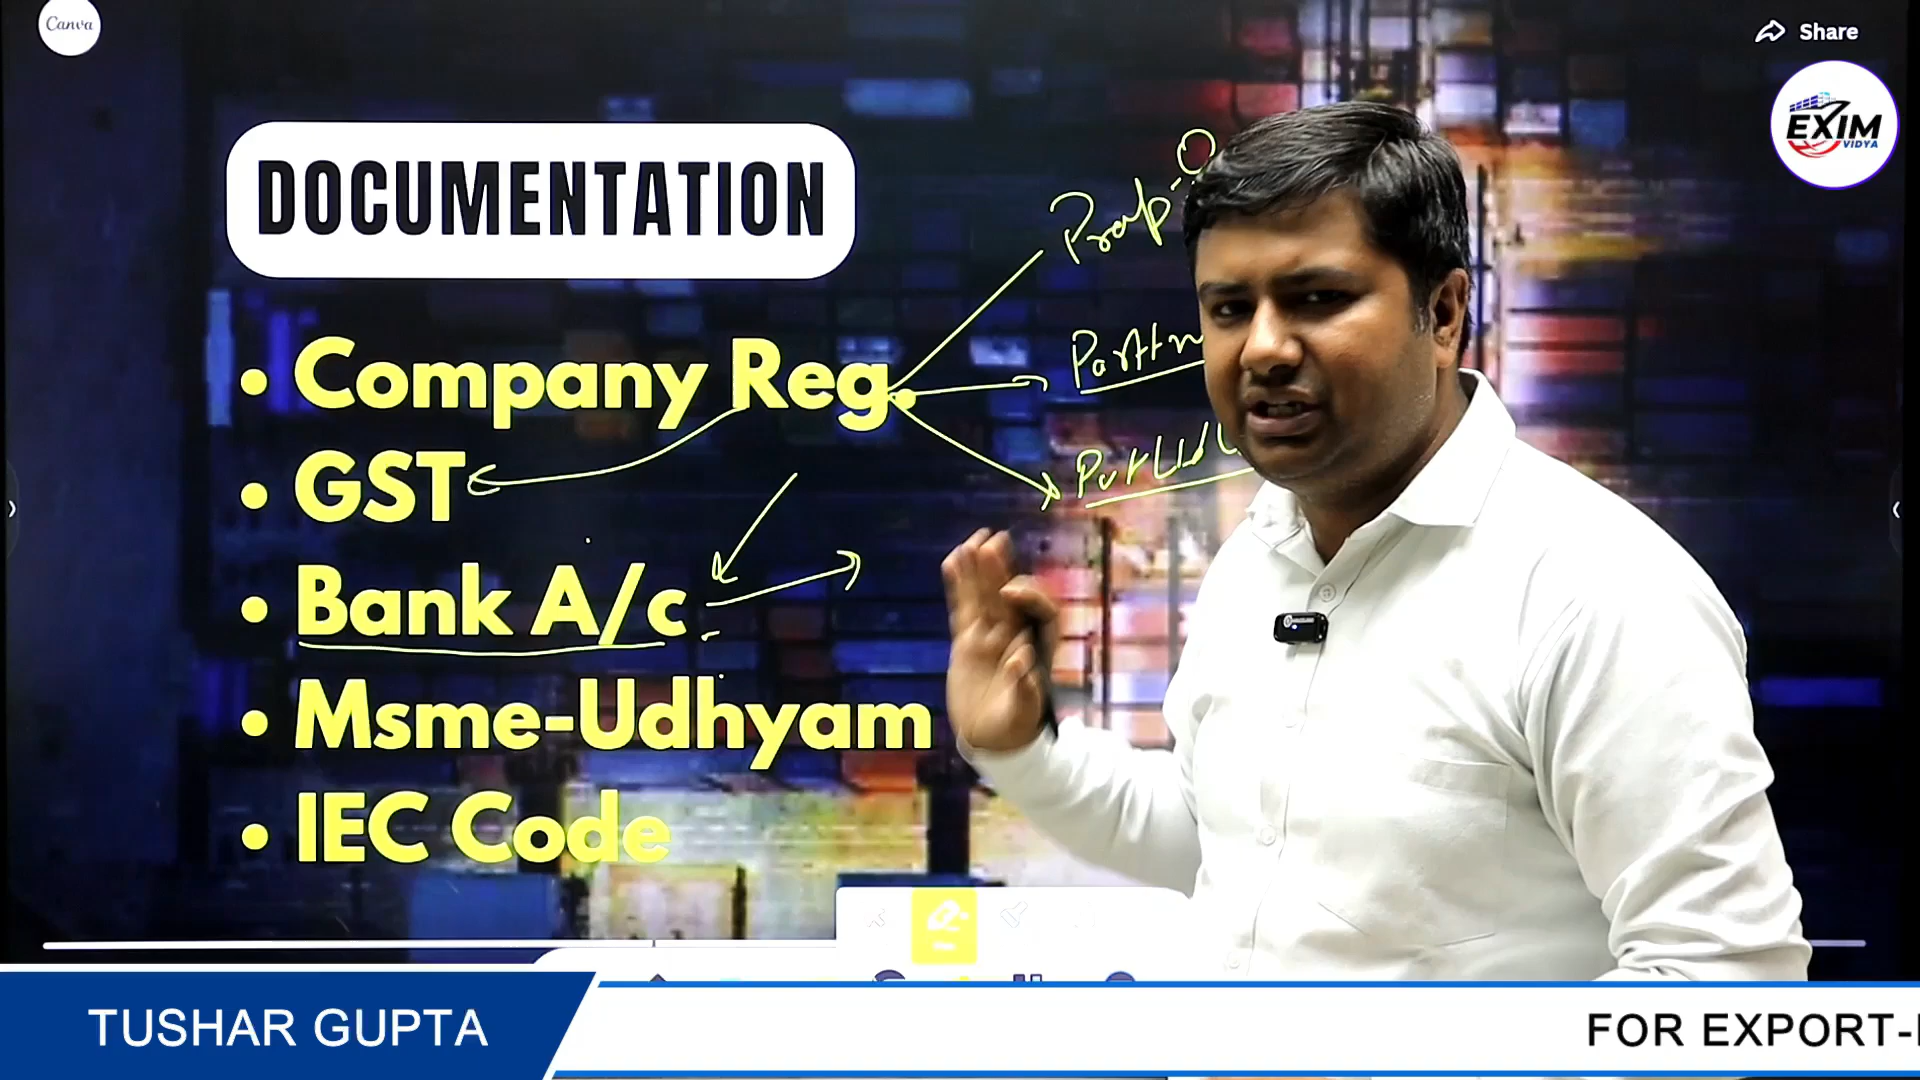 Canva
Share
EXIM
VIDYA
DOCUMENTATION
• Company Reg.
• GST
• Bank A/c
• Msme-Udhyam
• IEC Code
TUSHAR GUPTA
FOR EXPORT-